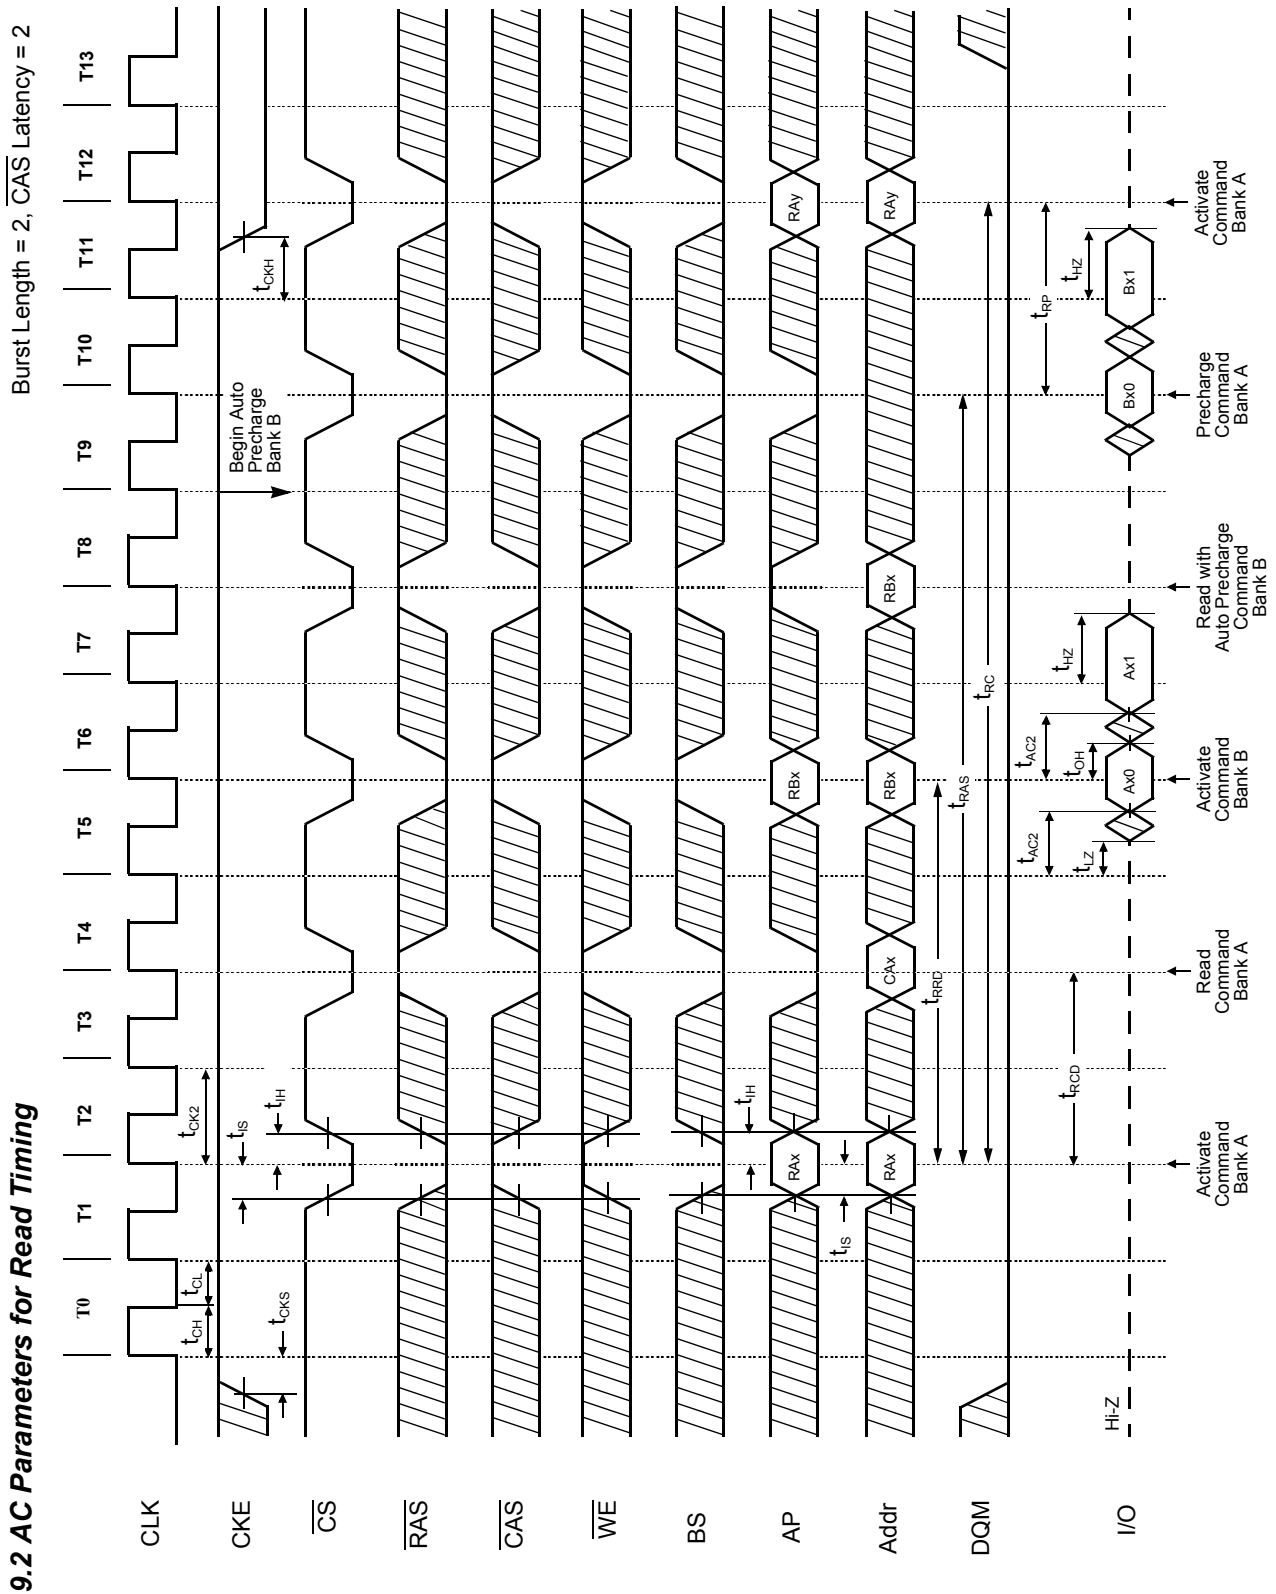 9.2 AC Parameters for Read Timing
Burst Length = 2, CAS Latency = 2
T0 T1 T2 T3 T4 T5 T6 T7 T8 T9 T10 T11 T12 T13
CLK
tCH tCL tCK2
CKE
tCKS tIS tIH
Begin Auto
Precharge
Bank B
tCKH
CS
RAS
CAS
WE
BS
tIH
AP
RAx RBx RAy
tIS
Addr
RAx CAx RBx RBx RAy
tRRD
DQM
tRAS
tRC
tRP
tRCD
tAC2 tAC2 tHZ tHZ
tLZ tOH
I/O
Hi-Z
Ax0 Ax1 Bx0 Bx1
Activate
Command
Bank A
Read
Command
Bank A
Activate
Command
Bank B
Read with
Auto Precharge
Command
Bank B
Precharge
Command
Bank A
Activate
Command
Bank A